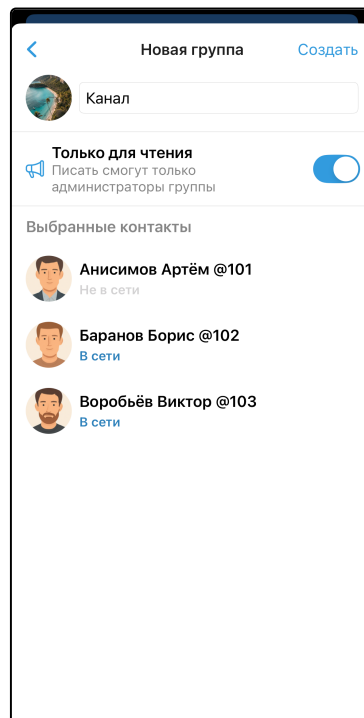 Новая группа Создать
Канал
Только для чтения
Писать смогут только
администраторы группы
Выбранные контакты
Анисимов Артём @101
Не в сети
Баранов Борис @102
В сети
Воробьёв Виктор @103
В сети